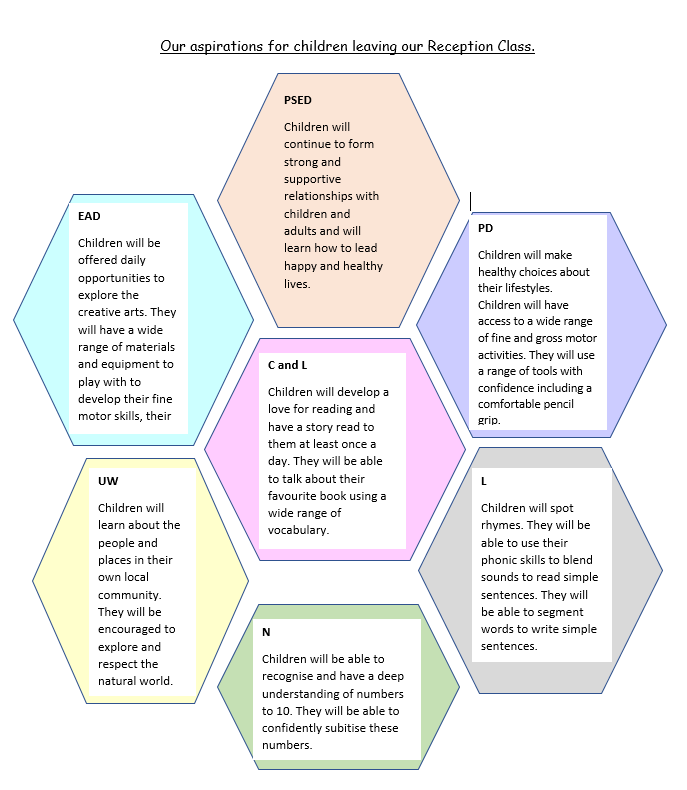 Our aspirations for children leaving our Reception Class.
PSED
Children will
continue to form
strong and
supportive
relationships with
children and
adults and will
learn how to lead
happy and healthy
lives.
EAD
Children will be
offered daily
opportunities to
explore the
creative arts. They
will have a wide
range of materials
and equipment to
play with to
develop their fine
motor skills, their
PD
Children will make
healthy choices about
their lifestyles.
Children will have
access to a wide range
of fine and gross motor
activities. They will use
a range of tools with
confidence including a
comfortable pencil
grip.
C and L
Children will develop a
love for reading and
have a story read to
them at least once a
day. They will be able
to talk about their
favourite book using a
wide range of
vocabulary.
UW
Children will
learn about the
people and
places in their
own local
community.
They will be
encouraged to
explore and
respect the
natural world.
L
Children will spot
rhymes. They will be
able to use their
phonic skills to blend
sounds to read simple
sentences. They will
be able to segment
words to write simple
sentences.
N
Children will be able to
recognise and have a deep
understanding of numbers
to 10. They will be able to
confidently subitise these
numbers.